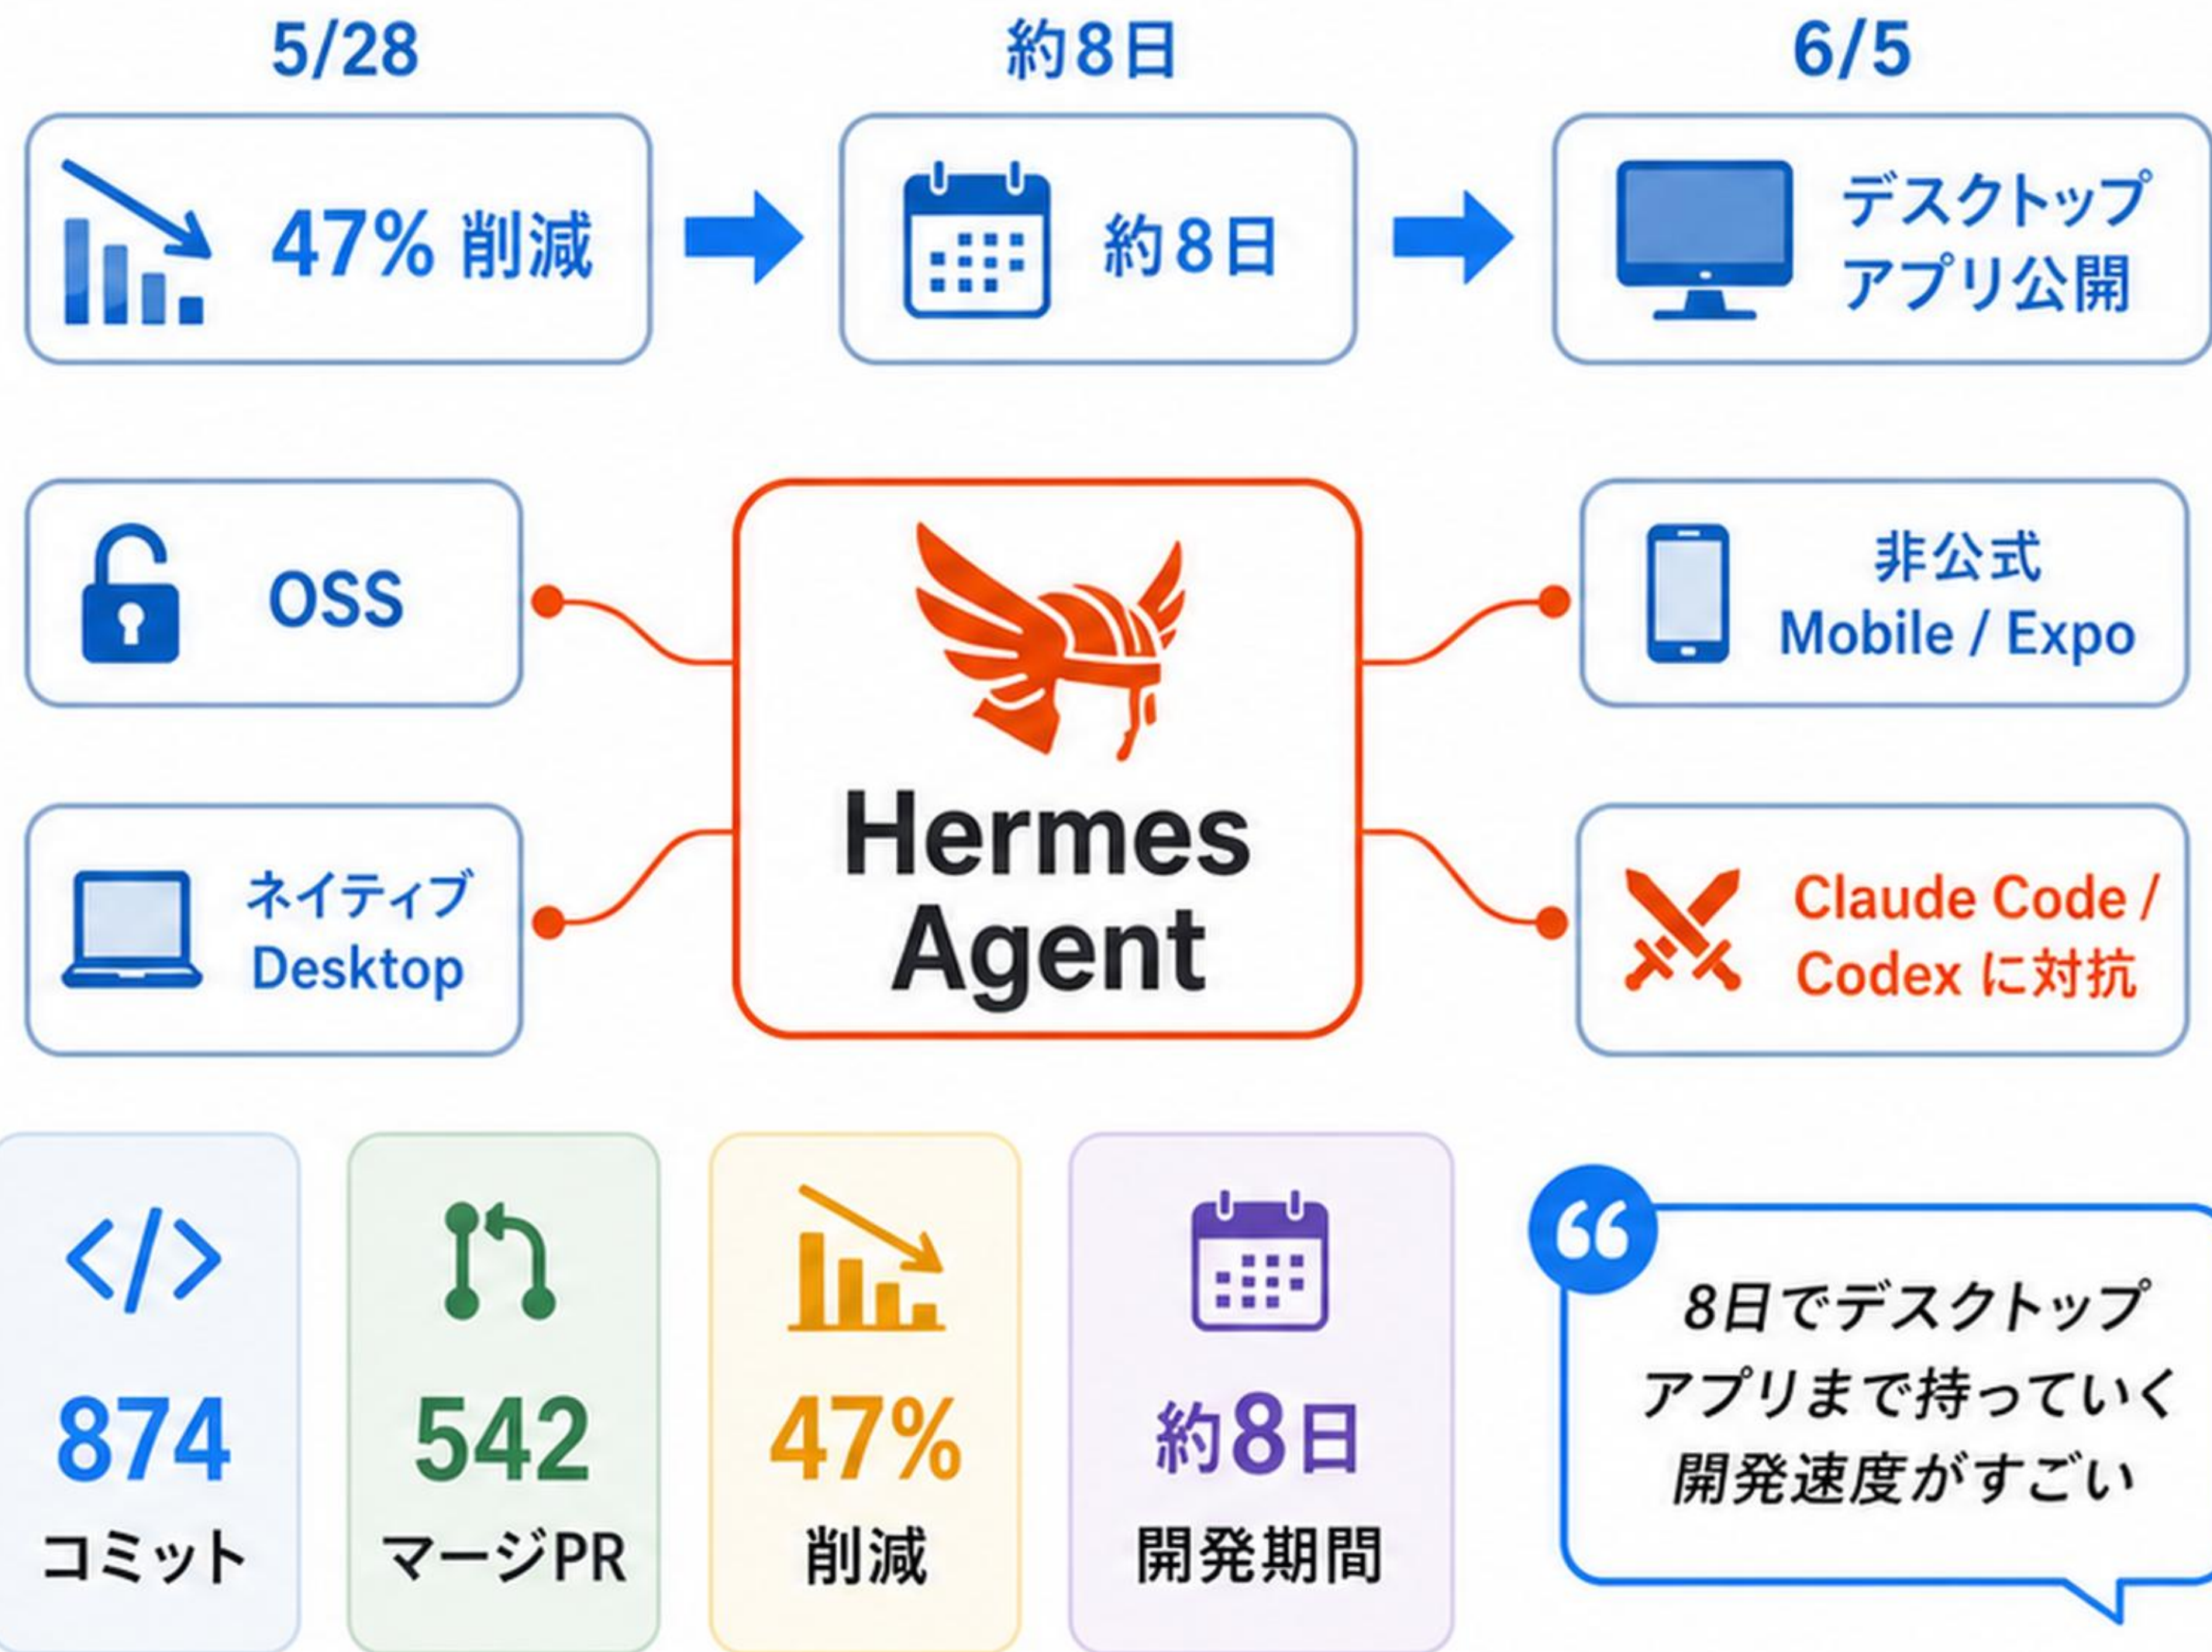 5/28
約8日
6/5
47% 削減
約8日
デスクトップ
アプリ公開
OSS
非公式
Mobile / Expo
Hermes
Agent
ネイティブ
Desktop
Claude Code /
Codex に対抗
874
コミット
542
マージPR
47%
削減
約8日
開発期間
8日でデスクトップ
アプリまで持っていく
開発速度がすごい